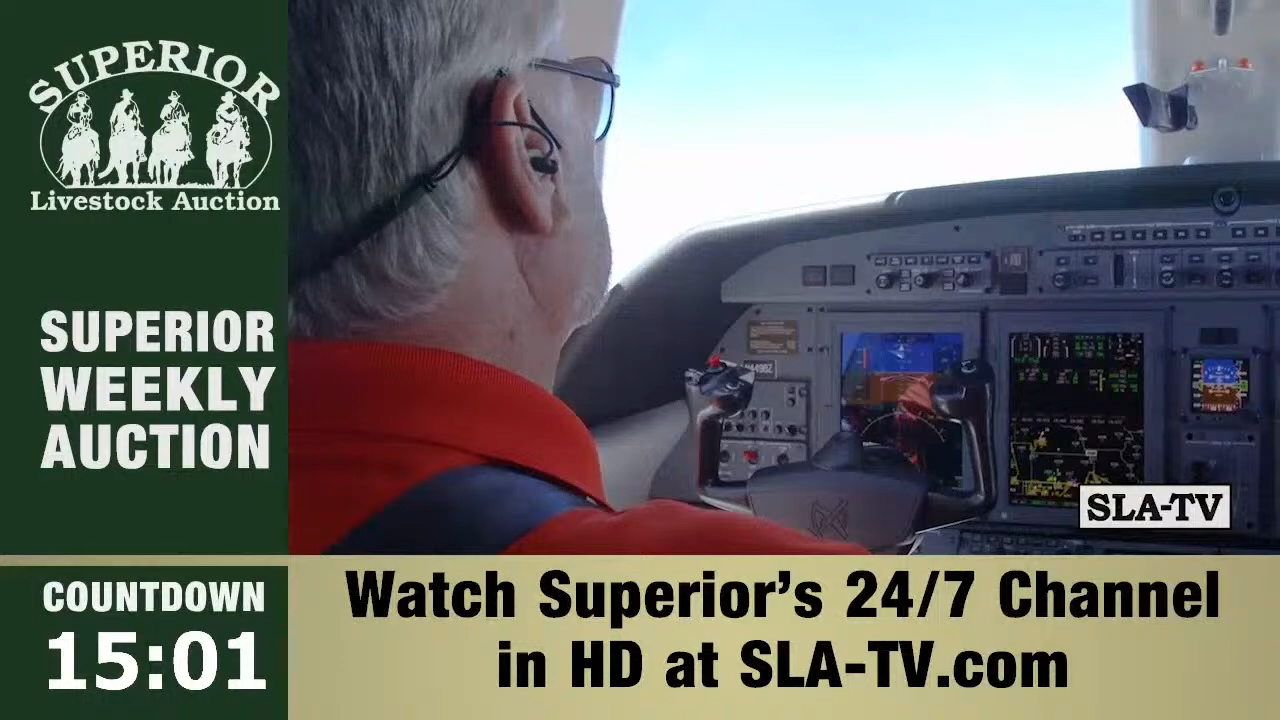 SUPERIOR
Livestock Auction
SUPERIOR
WEEKLY
AUCTION
SLA-TV
COUNTDOWN
15:01
Watch Superior's 24/7 Channel
in HD at SLA-TV.com